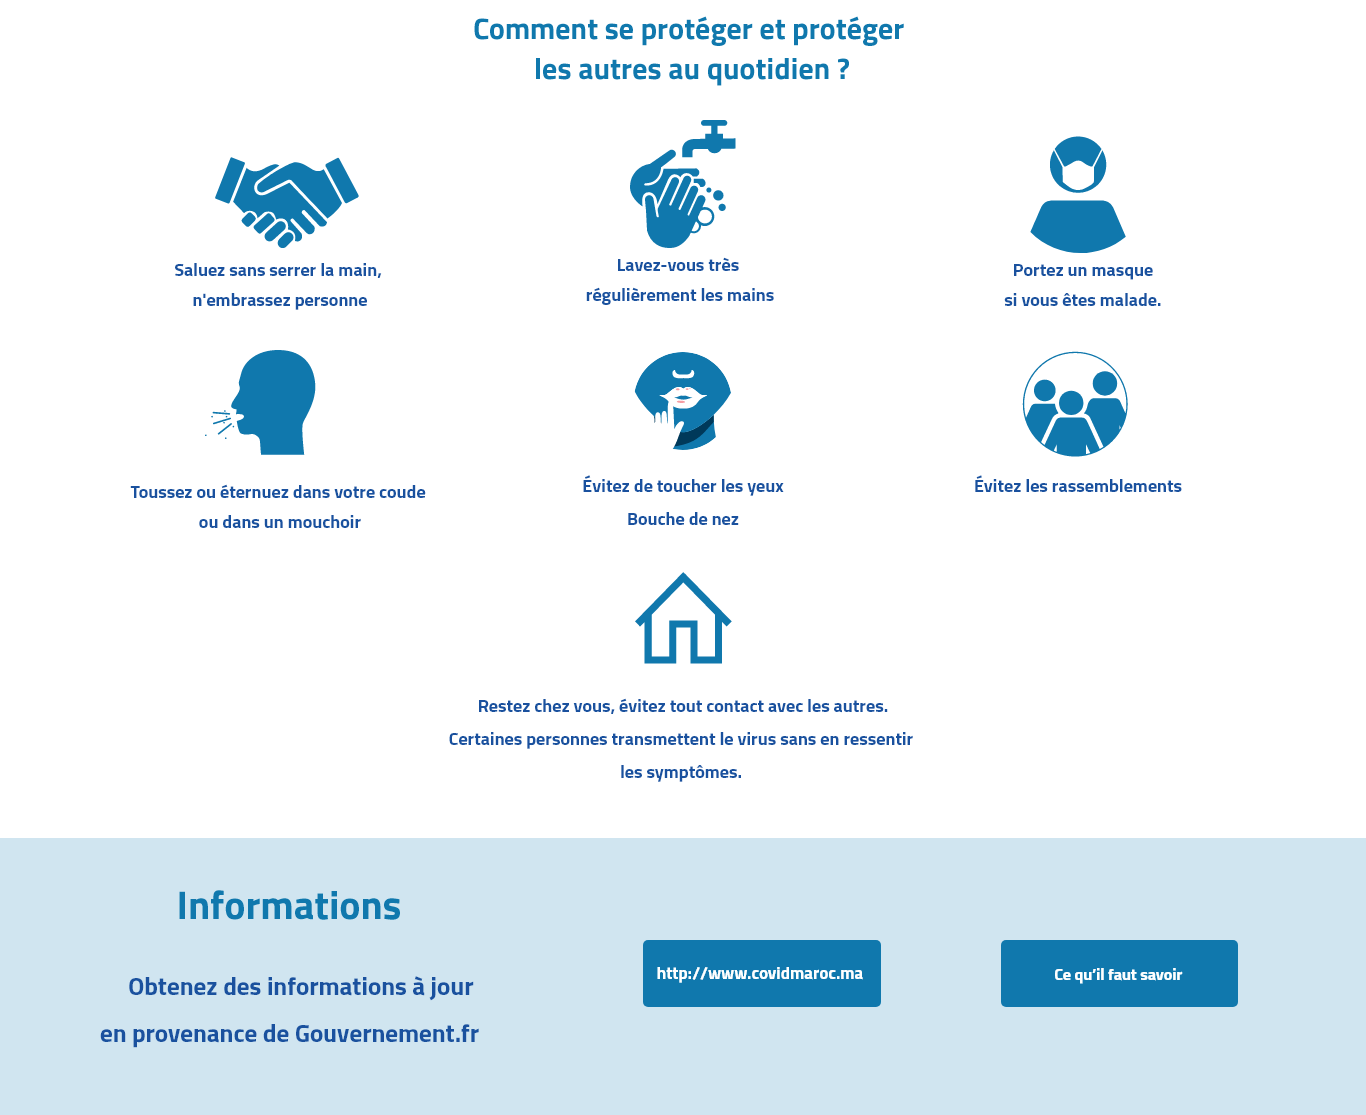 Comment se protéger et protéger
les autres au quotidien ?
Saluez sans serrer la main,
n'embrassez personne
Lavez-vous très
régulièrement les mains
Portez un masque
si vous êtes malade.
Toussez ou éternuez dans votre coude
ou dans un mouchoir
Évitez de toucher les yeux
Bouche de nez
Évitez les rassemblements
Restez chez vous, évitez tout contact avec les autres.
Certaines personnes transmettent le virus sans en ressentir
les symptômes.
Informations
Obtenez des informations à jour
en provenance de Gouvernement.fr
http://www.covidmaroc.ma
Ce qu’il faut savoir